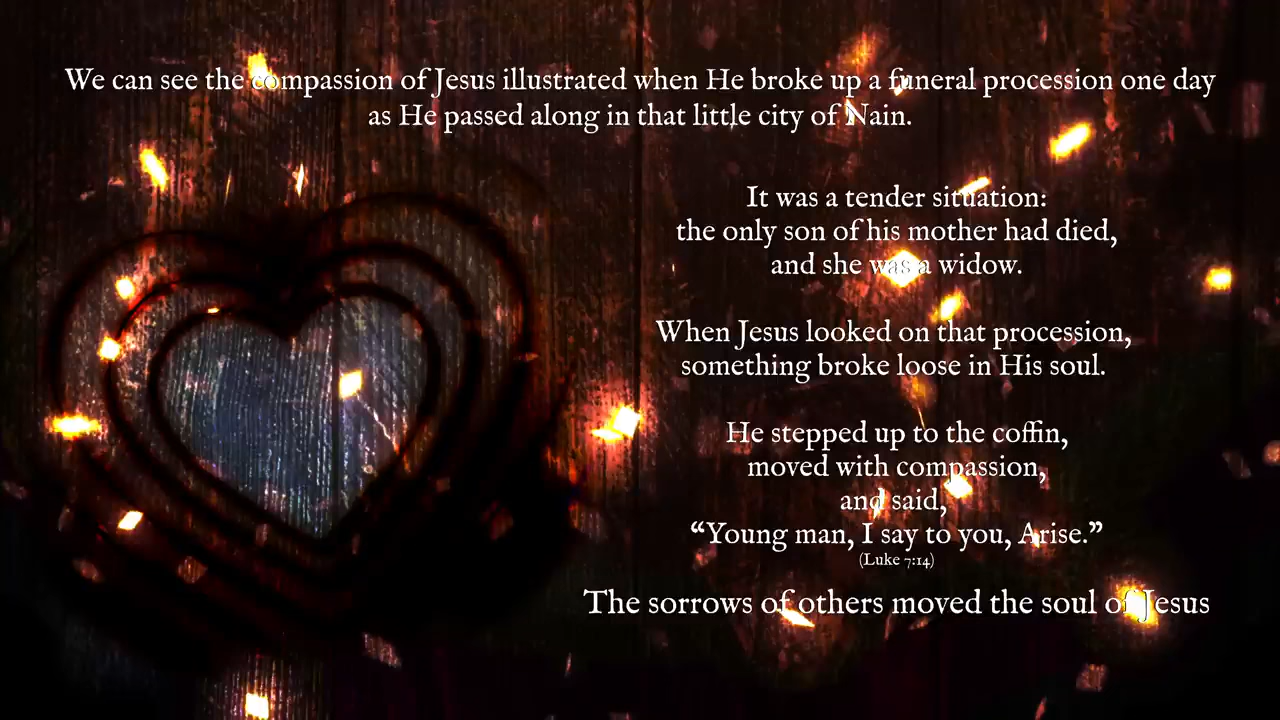 We can see the compassion of Jesus illustrated when He broke up a funeral procession one day
as He passed along in that little city of Nain.
It was a tender situation:
the only son of his mother had died,
and she was a widow.
When Jesus looked on that procession,
something broke loose in His soul.
He stepped up to the coffin,
moved with compassion,
and said,
“Young man, I say to you, Arise.”
(Luke 7:14)
The sorrows of others moved the soul of Jesus